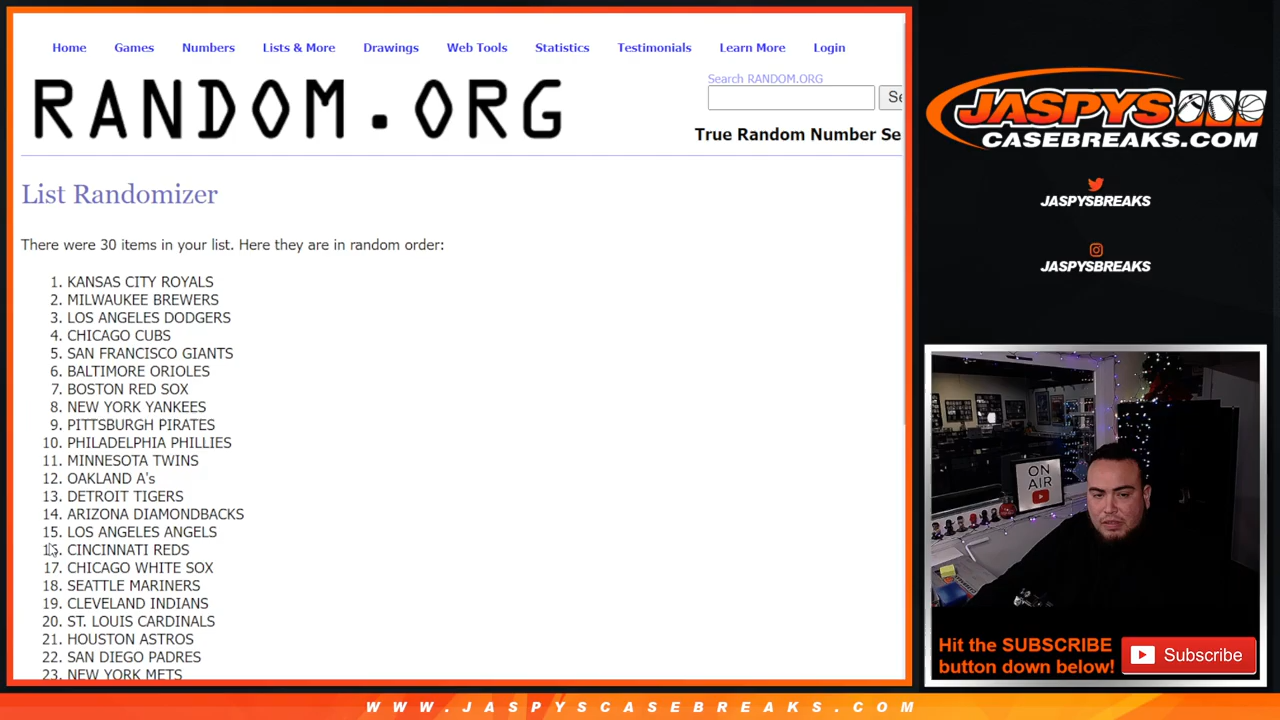 Home Games Numbers Lists & More Drawings Web Tools Statistics Testimonials Learn More Login
RANDOM.ORG
Search RANDOM.ORG
Se
True Random Number Se
List Randomizer
There were 30 items in your list. Here they are in random order:
1. KANSAS CITY ROYALS
2. MILWAUKEE BREWERS
3. LOS ANGELES DODGERS
4. CHICAGO CUBS
5. SAN FRANCISCO GIANTS
6. BALTIMORE ORIOLES
7. BOSTON RED SOX
8. NEW YORK YANKEES
9. PITTSBURGH PIRATES
10. PHILADELPHIA PHILLIES
11. MINNESOTA TWINS
12. OAKLAND A's
13. DETROIT TIGERS
14. ARIZONA DIAMONDBACKS
15. LOS ANGELES ANGELS
16. CINCINNATI REDS
17. CHICAGO WHITE SOX
18. SEATTLE MARINERS
19. CLEVELAND INDIANS
20. ST. LOUIS CARDINALS
21. HOUSTON ASTROS
22. SAN DIEGO PADRES
23. NEW YORK METS
JASPYS
CASEBREAKS.COM
JASPYSBREAKS
JASPYSBREAKS
ON
AIR
Hit the SUBSCRIBE
button down below!
Subscribe
WWW.JASPYSCASEBREAKS.COM